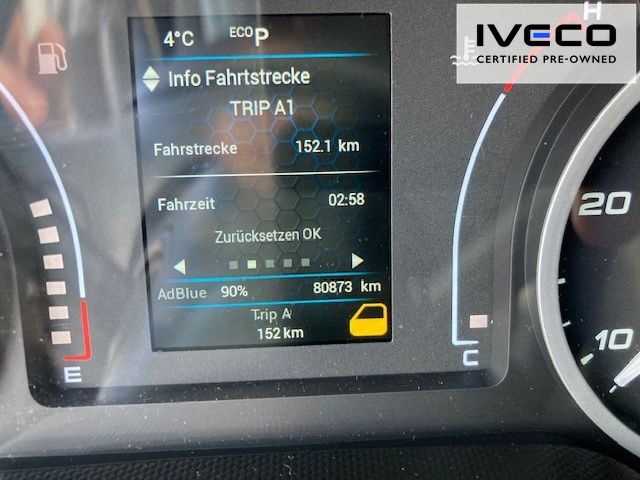 IVECO
CERTIFIED PRE-OWNED
H
4°C ECO P
Info Fahrtstrecke
TRIP A1
Fahrstrecke 152.1 km
Fahrzeit 02:58
Zurücksetzen OK
AdBlue 90% 80873 km
Trip A
152 km
E
C
20
10